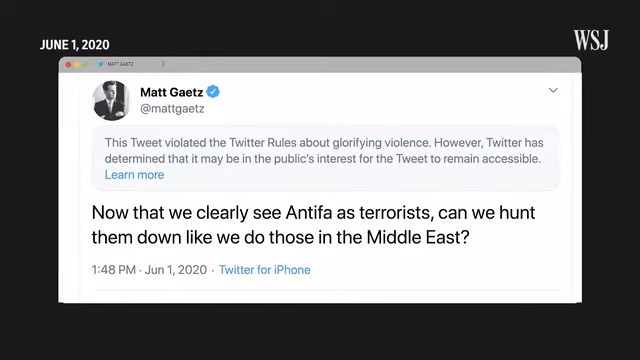 JUNE 1, 2020
WSJ
MATT GAETZ
Matt Gaetz
@mattgaetz
This Tweet violated the Twitter Rules about glorifying violence. However, Twitter has
determined that it may be in the public's interest for the Tweet to remain accessible.
Learn more
Now that we clearly see Antifa as terrorists, can we hunt
them down like we do those in the Middle East?
1:48 PM · Jun 1, 2020 · Twitter for iPhone